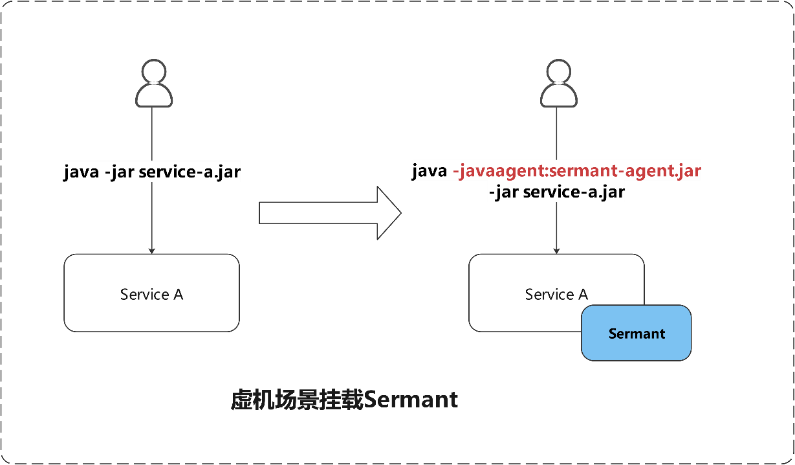 java -jar service-a.jar
Service A
java -javaagent:sermant-agent.jar
-jar service-a.jar
Service A
Sermant
虚机场景挂载Sermant